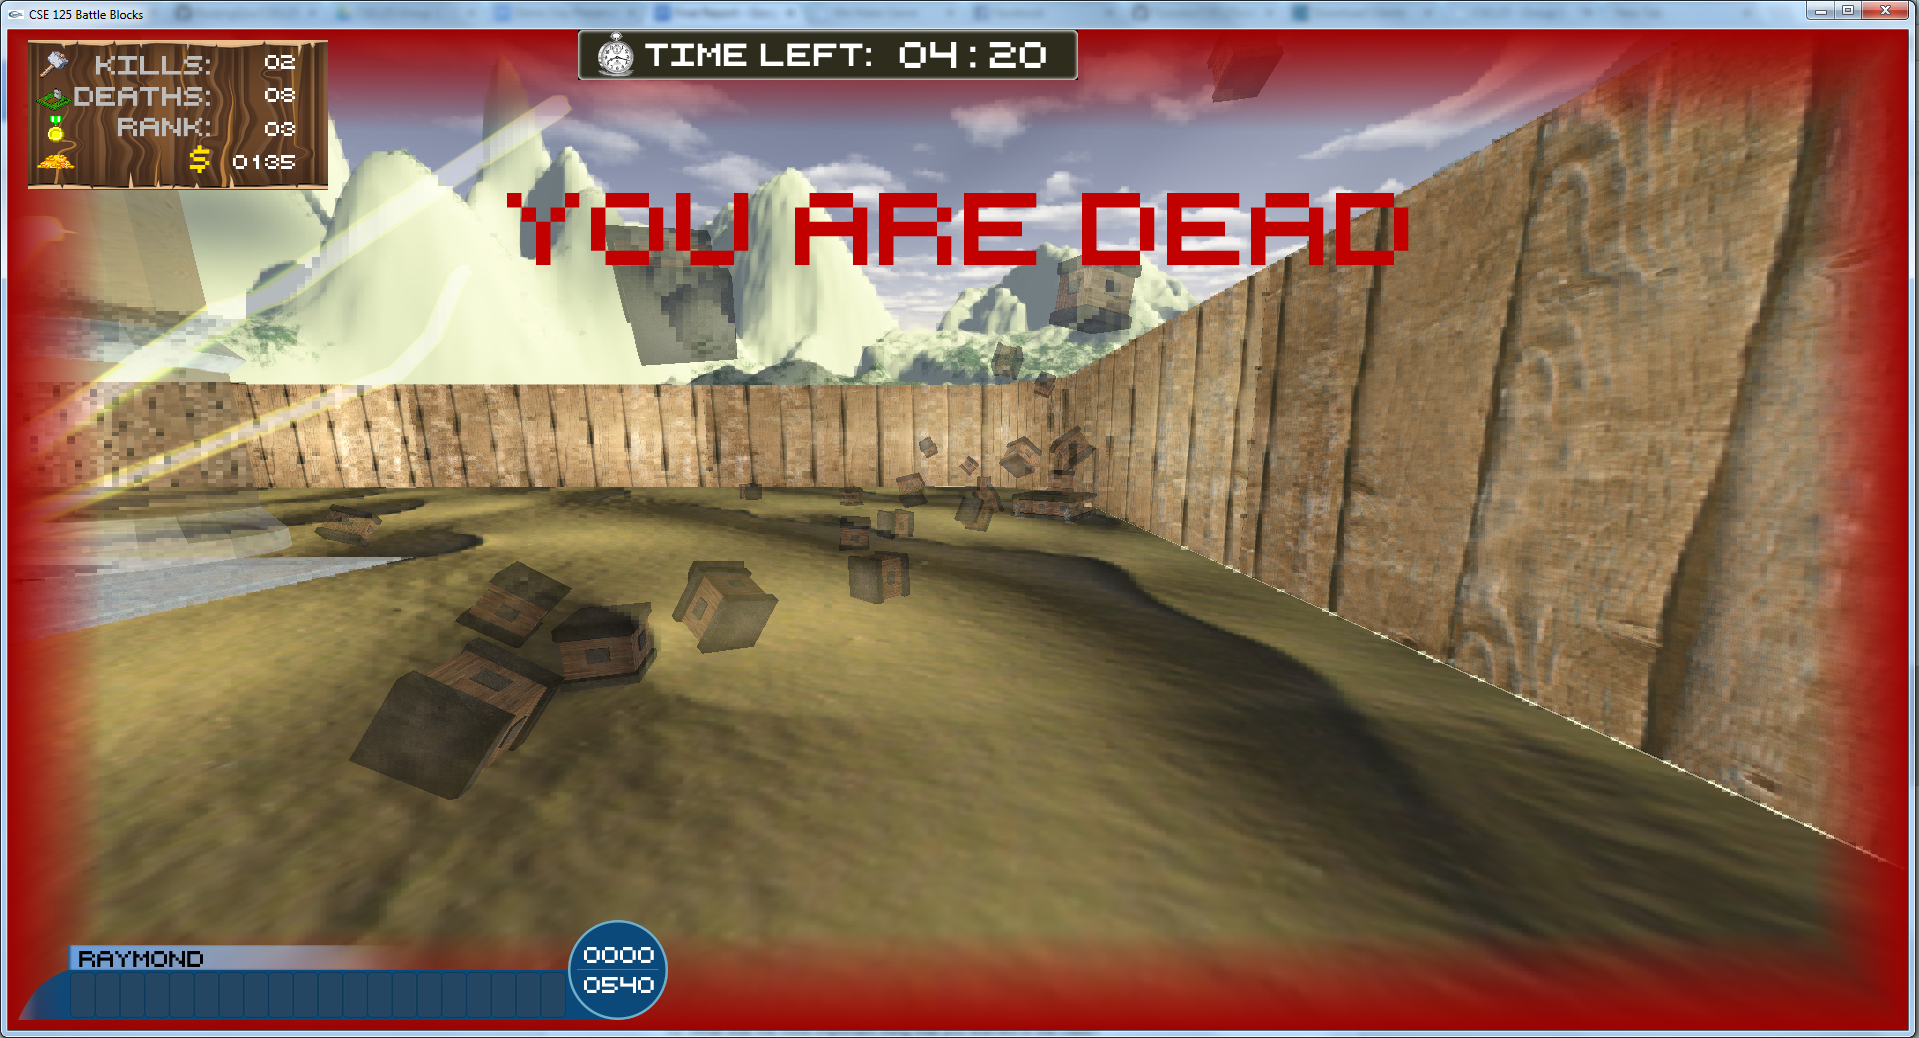 CSE 125 Battle Blocks
KILLS: 02
DEATHS: 08
RANK: 03
$ 0135
TIME LEFT: 04:20
YOU ARE DEAD
RAYMOND
0000
0540